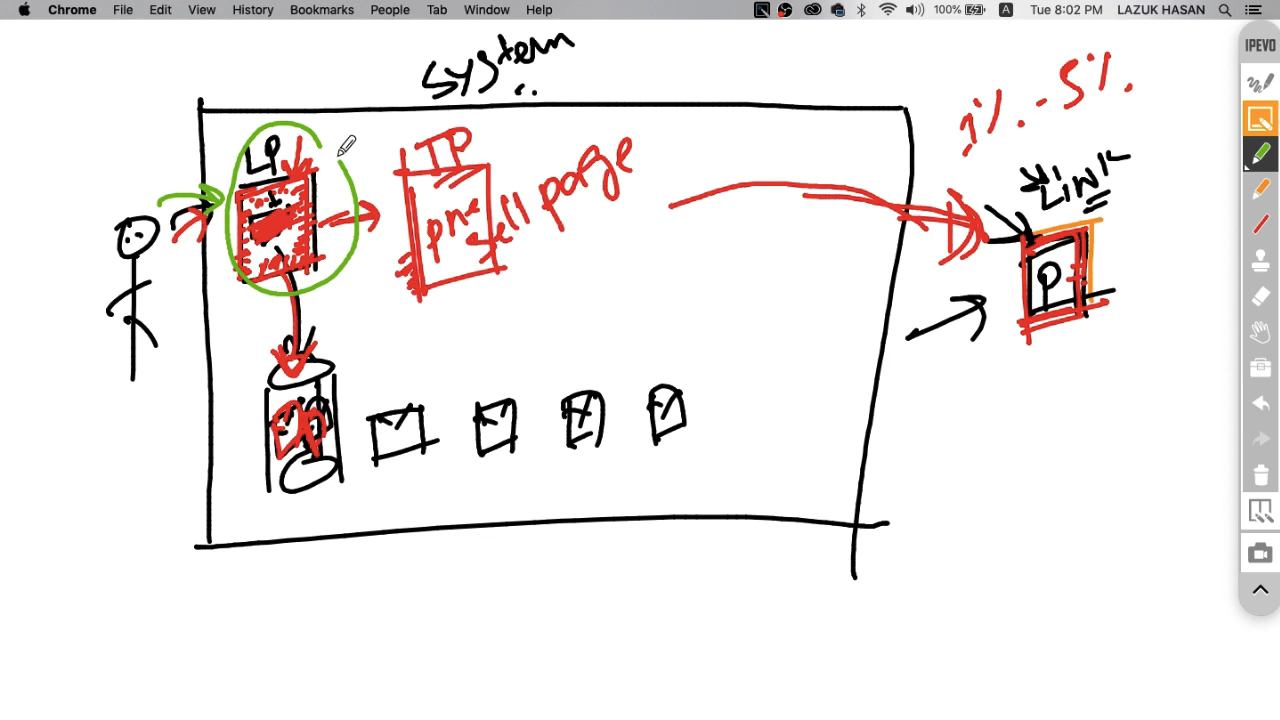 Chrome File Edit View History Bookmarks People Tab Window Help 100% A Tue 8:02 PM LAZUK HASAN
IPEVO
system
1% - 5%
LP
TP
Link
pre sell page
P